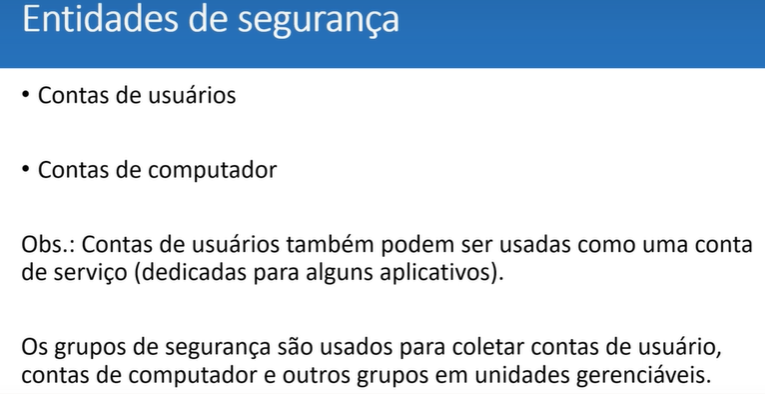 Entidades de segurança
• Contas de usuários
• Contas de computador
Obs.: Contas de usuários também podem ser usadas como uma conta
de serviço (dedicadas para alguns aplicativos).
Os grupos de segurança são usados para coletar contas de usuário,
contas de computador e outros grupos em unidades gerenciáveis.